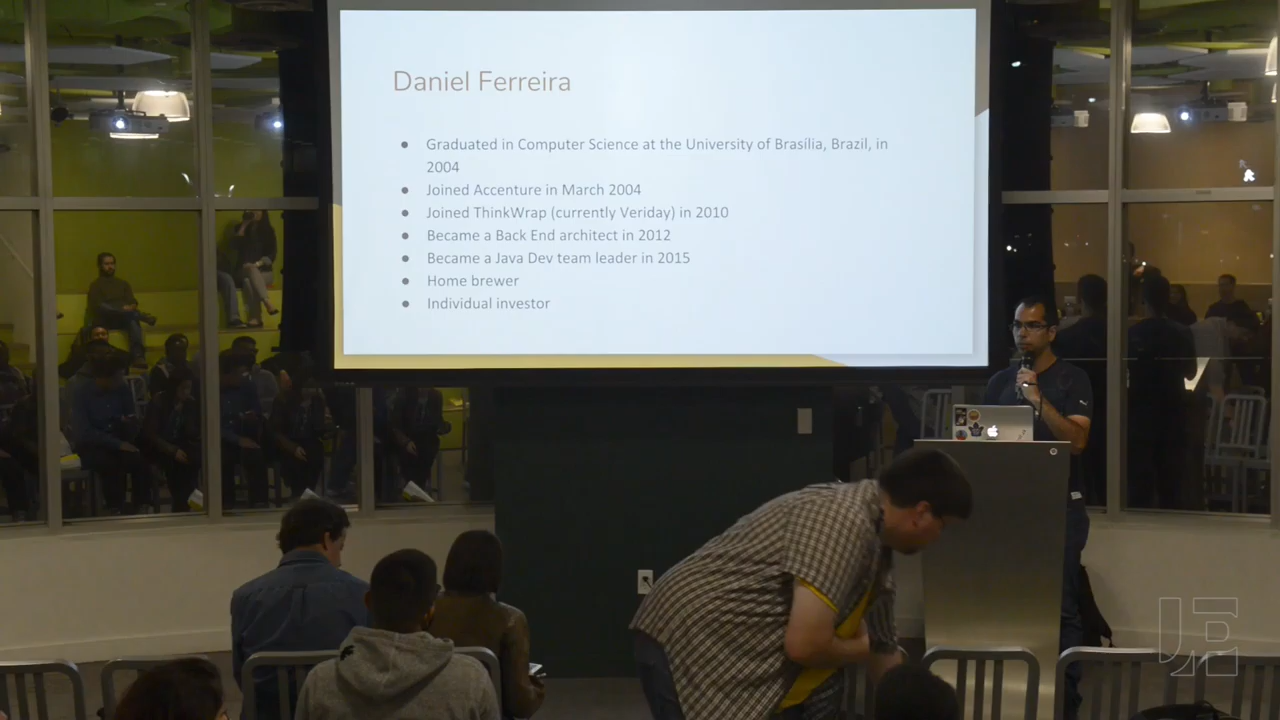 Daniel Ferreira
Graduated in Computer Science at the University of Brasília, Brazil, in
2004
Joined Accenture in March 2004
Joined ThinkWrap (currently Veriday) in 2010
Became a Back End architect in 2012
Became a Java Dev team leader in 2015
Home brewer
Individual investor